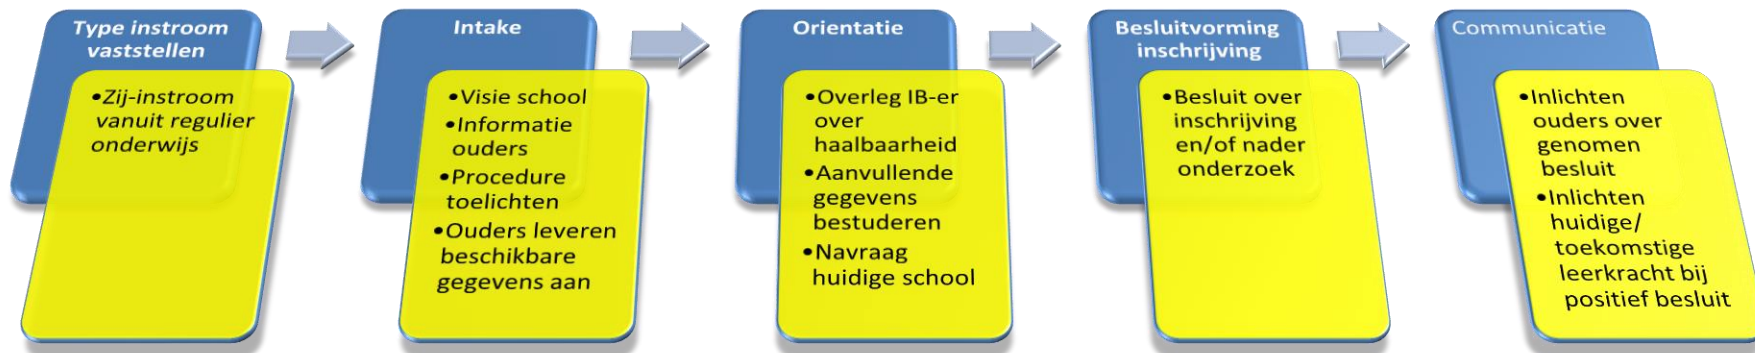 Type instroom
vaststellen
•Zij-instroom
vanuit regulier
onderwijs
Intake
•Visie school
•Informatie
ouders
•Procedure
toelichten
•Ouders leveren
beschikbare
gegevens aan
Orientatie
•Overleg IB-er
over
haalbaarheid
•Aanvullende
gegevens
bestuderen
•Navraag
huidige school
Besluitvorming
inschrijving
•Besluit over
inschrijving
en/of nader
onderzoek
Communicatie
•Inlichten
ouders over
genomen
besluit
•Inlichten
huidige/
toekomstige
leerkracht bij
positief besluit